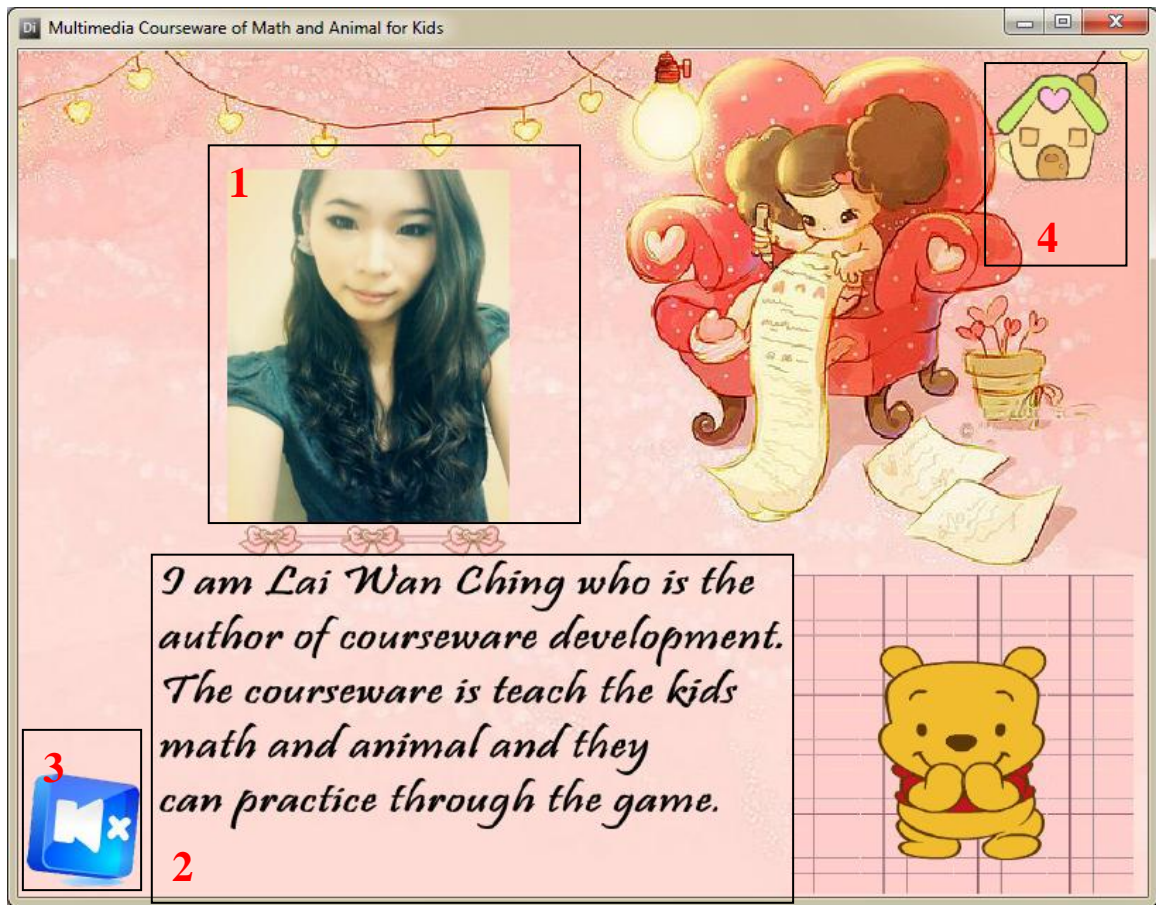 Di Multimedia Courseware of Math and Animal for Kids
1
4
I am Lai Wan Ching who is the
author of courseware development.
The courseware is teach the kids
math and animal and they
can practice through the game.
3
2